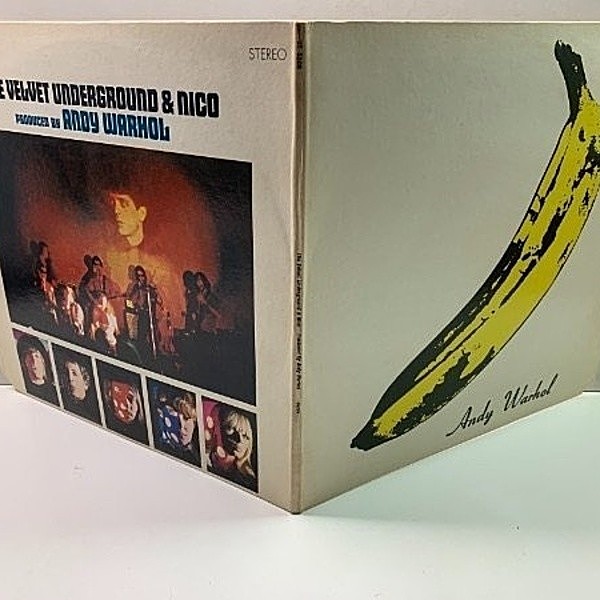 STEREO
E VELVET UNDERGROUND & NICO
PRODUCED BY ANDY WARHOL
Andy Warhol